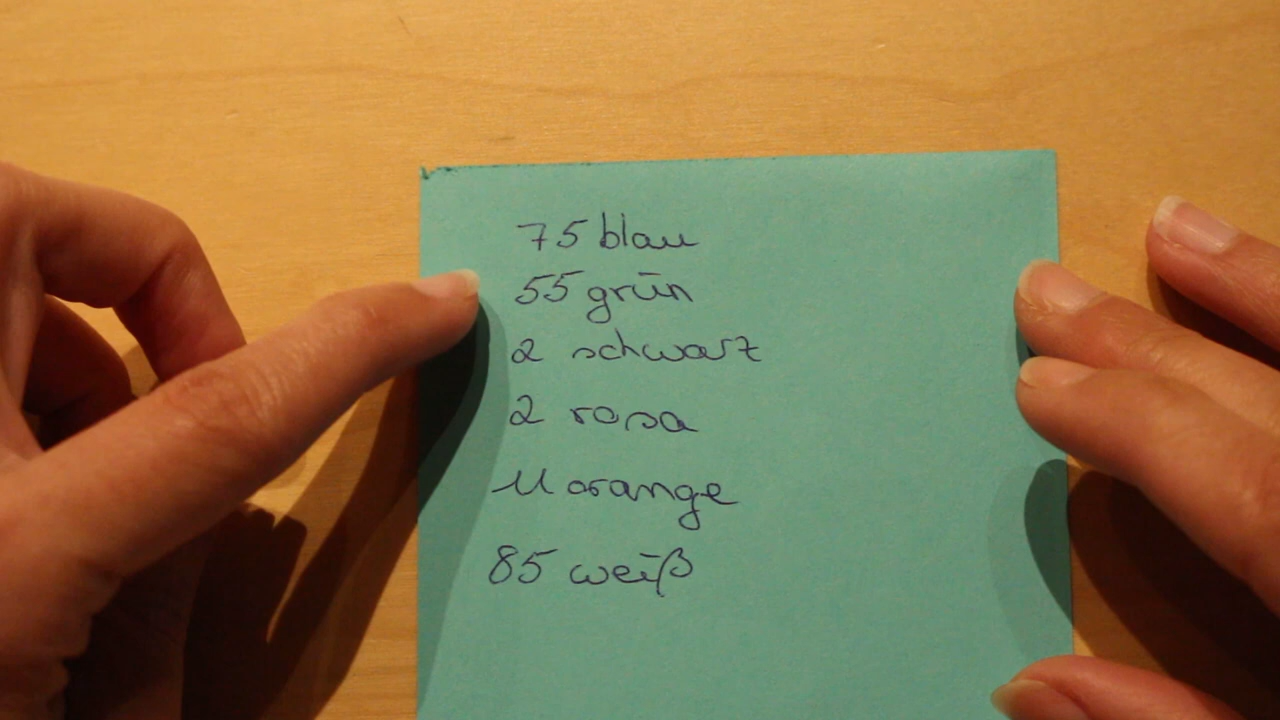 75 blau
55 grün
2 schwarz
2 rosa
11 orange
85 weiß